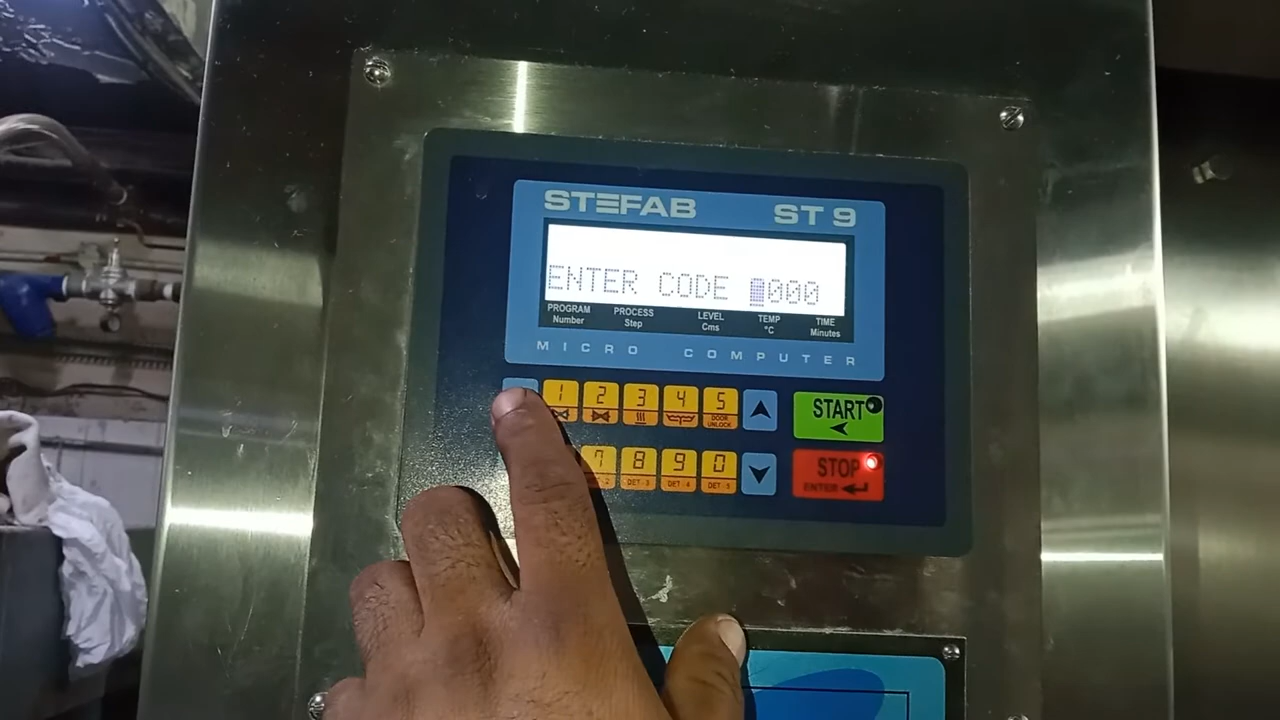 STEFAB ST 9
ENTER CODE 0000
PROGRAM Number PROCESS Step LEVEL Cms TEMP °C TIME Minutes
MICRO COMPUTER
1 2 3 4 5
DOOR UNLOCK
START
7 8 9 0
DET - 3 DET - 4 DET - 5
STOP
ENTER